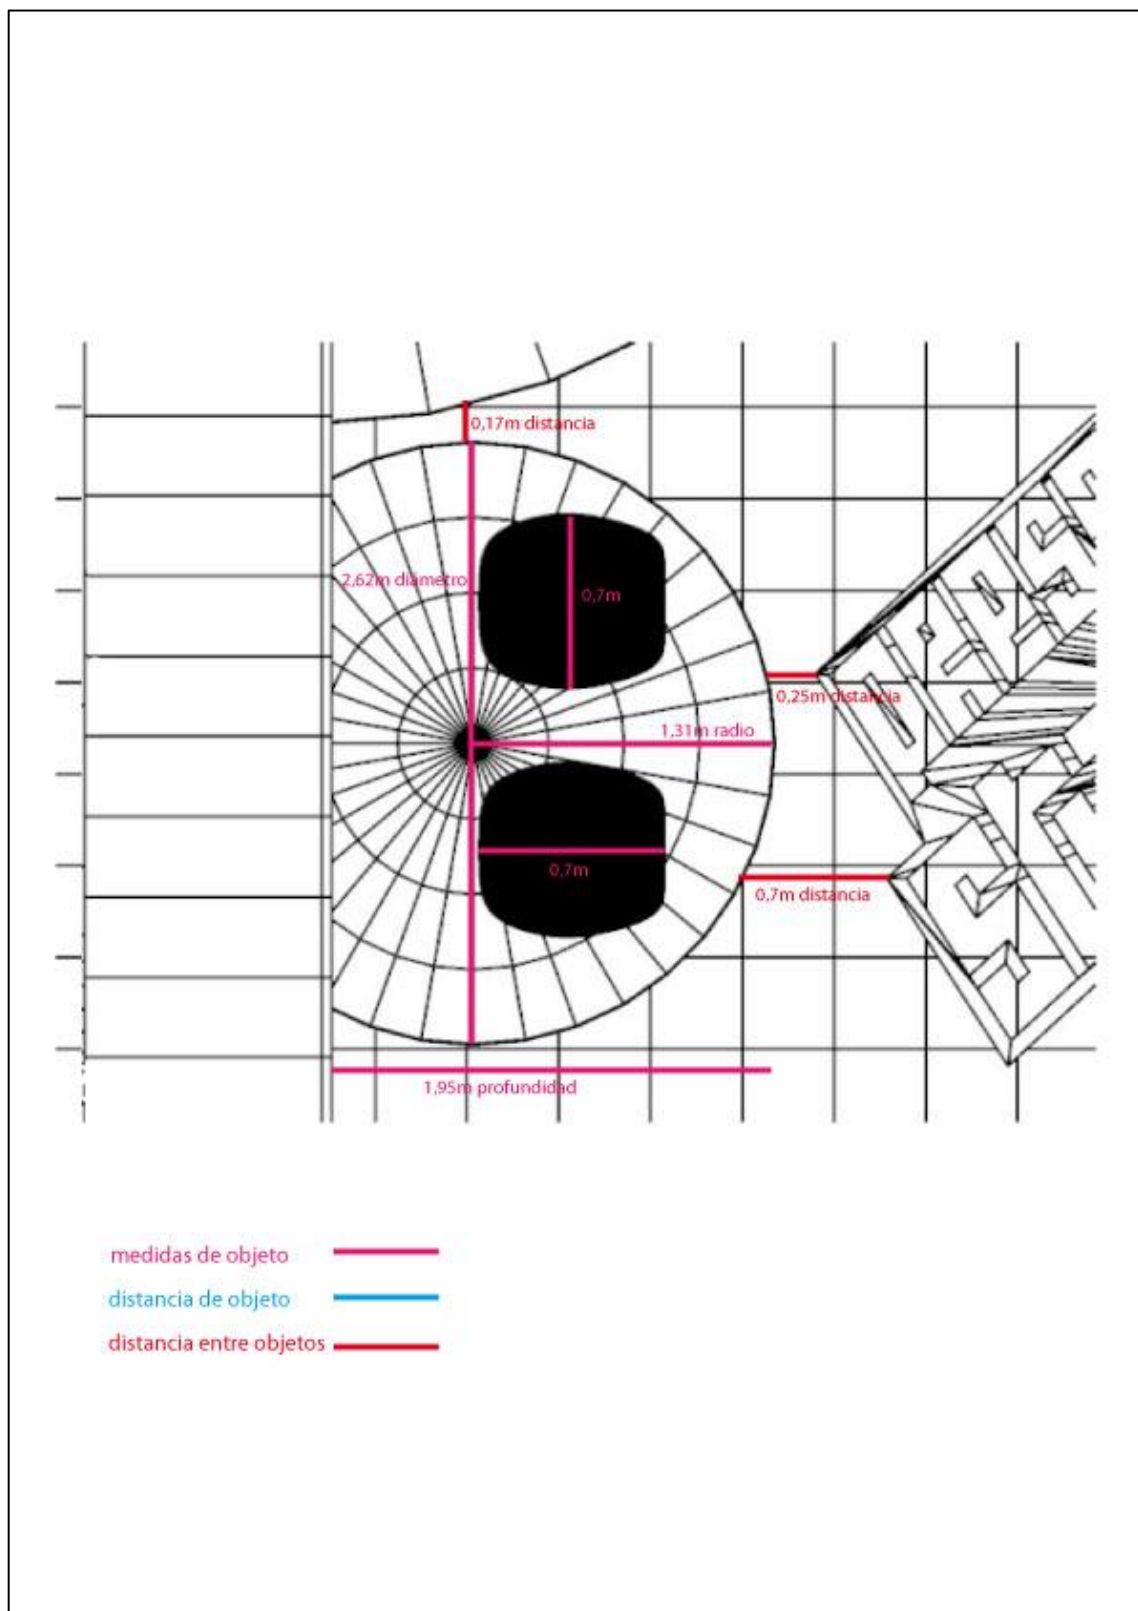 0,17m distancia
2,62m diámetro
0,7m
0,25m distancia
1,31m radio
0,7m
0,7m distancia
1,95m profundidad
medidas de objeto
distancia de objeto
distancia entre objetos